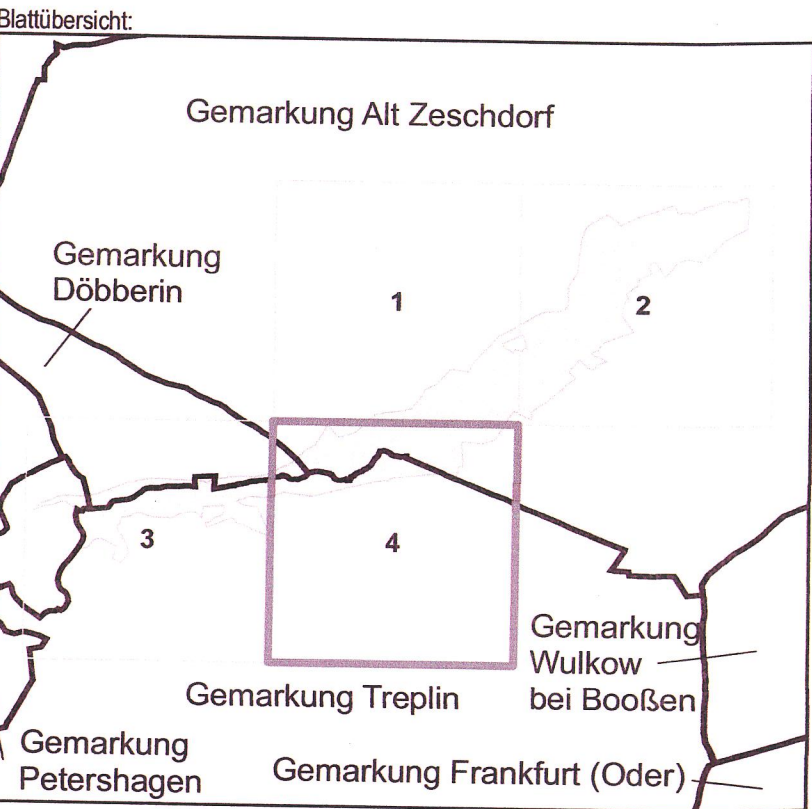 Blattübersicht:
Gemarkung Alt Zeschdorf
Gemarkung
Döbberin
1
2
3
4
Gemarkung
Wulkow
bei Booßen
Gemarkung Treplin
Gemarkung
Petershagen
Gemarkung Frankfurt (Oder)